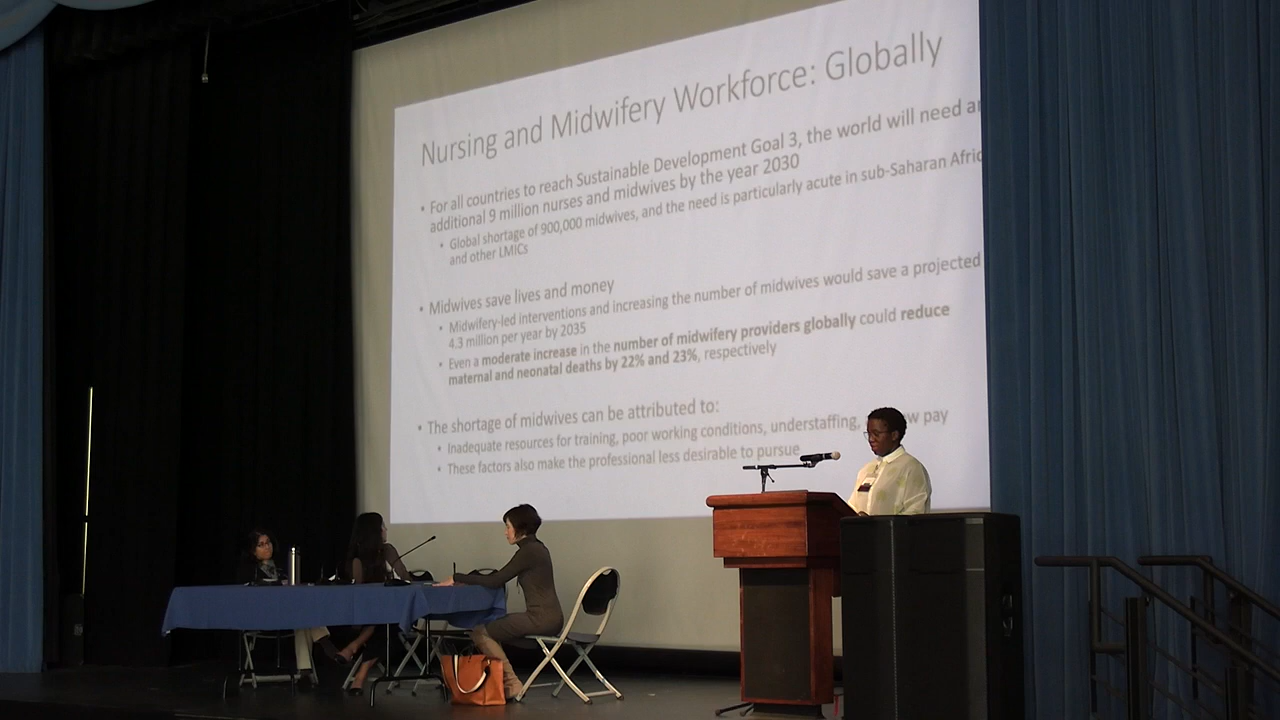 Nursing and Midwifery Workforce: Globally
• For all countries to reach Sustainable Development Goal 3, the world will need
additional 9 million nurses and midwives by the year 2030
• Global shortage of 900,000 midwives, and the need is particularly acute in sub-Saharan
and other LMICs
• Midwives save lives and money
• Midwifery-led interventions and increasing the number of midwives would save a projected
4.3 million per year by 2035
• Even a moderate increase in the number of midwifery providers globally could reduce
maternal and neonatal deaths by 22% and 23%, respectively
• The shortage of midwives can be attributed to:
• Inadequate resources for training, poor working conditions, understaffing, pay
• These factors also make the professional less desirable to pursue